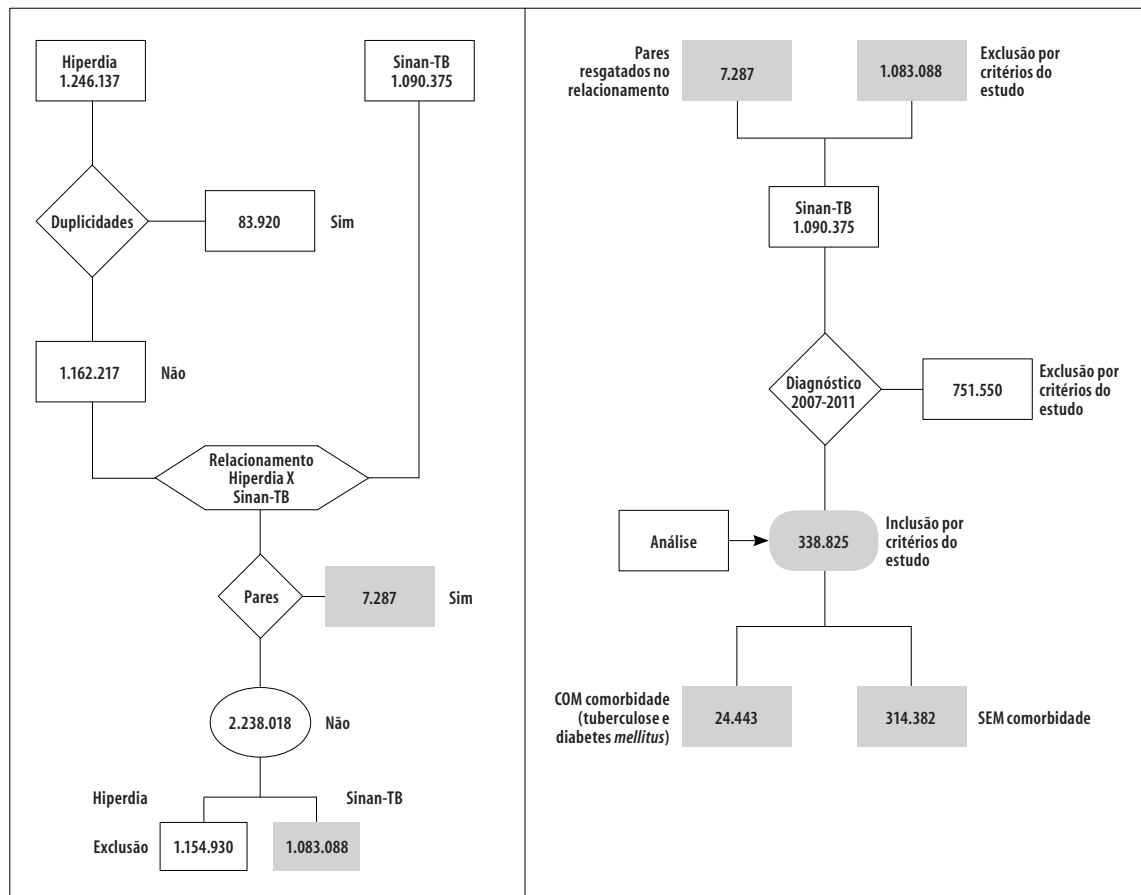 Hiperdia
1.246.137
Sinan-TB
1.090.375
Duplicidades
83.920
Sim
1.162.217
Não
Relacionamento
Hiperdia X
Sinan-TB
Pares
7.287
Sim
2.238.018
Não
Hiperdia
Sinan-TB
Exclusão
1.154.930
1.083.088
Pares
resgatados no
relacionamento
7.287
1.083.088
Exclusão por
critérios do
estudo
Sinan-TB
1.090.375
Diagnóstico
2007-2011
751.550
Exclusão por
critérios do
estudo
Análise
338.825
Inclusão por
critérios do
estudo
COM comorbidade
(tuberculose e
diabetes mellitus)
24.443
314.382
SEM comorbidade